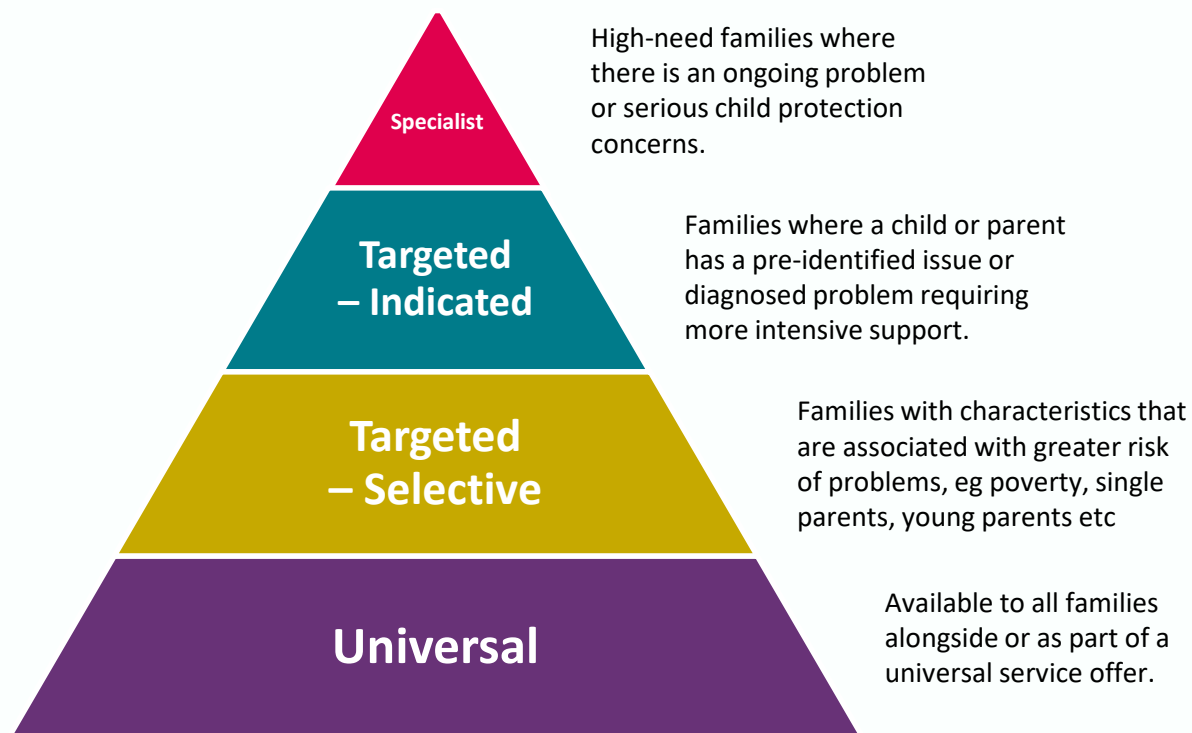 Specialist
High-need families where
there is an ongoing problem
or serious child protection
concerns.
Targeted
– Indicated
Families where a child or parent
has a pre-identified issue or
diagnosed problem requiring
more intensive support.
Targeted
– Selective
Families with characteristics that
are associated with greater risk
of problems, eg poverty, single
parents, young parents etc
Universal
Available to all families
alongside or as part of a
universal service offer.